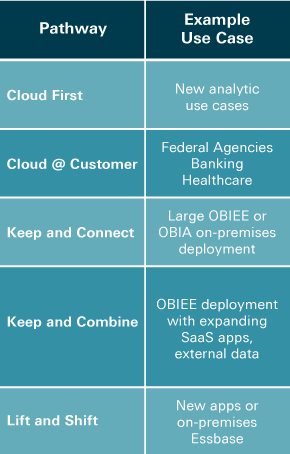 Pathway
Example
Use Case
Cloud First
New analytic
use cases
Cloud @ Customer
Federal Agencies
Banking
Healthcare
Keep and Connect
Large OBIEE or
OBIA on-premises
deployment
Keep and Combine
OBIEE deployment
with expanding
SaaS apps,
external data
Lift and Shift
New apps or
on-premises
Essbase